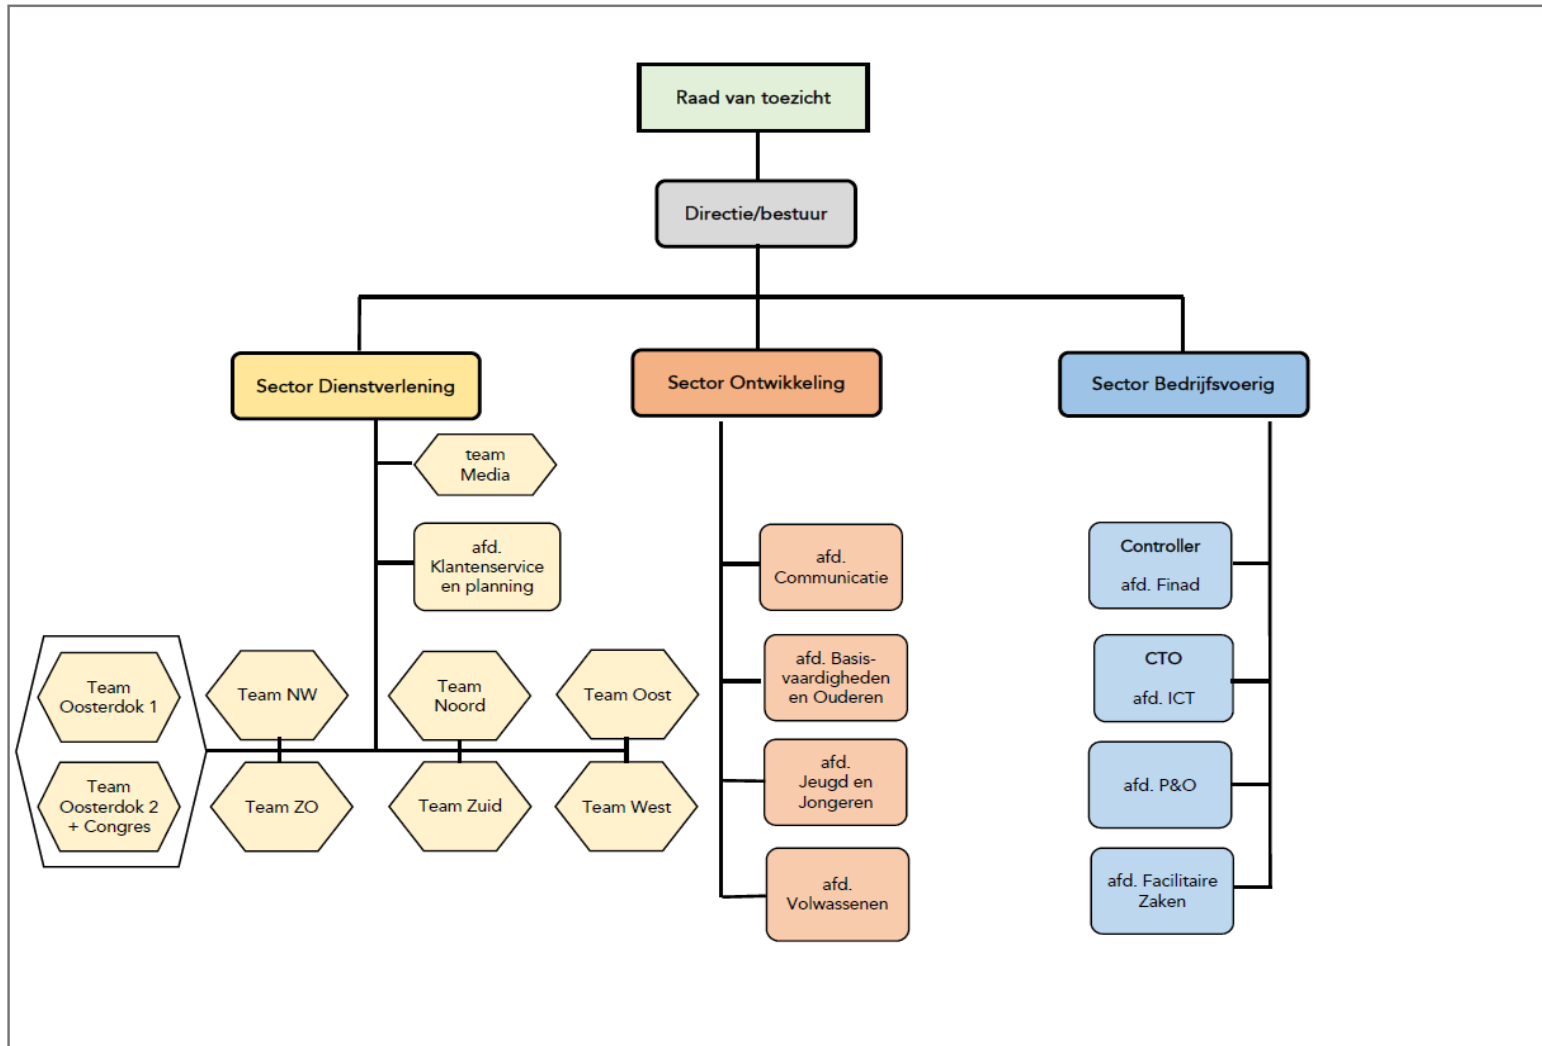 Raad van toezicht
Directie/bestuur
Sector Dienstverlening
Sector Ontwikkeling
Sector Bedrijfsvoerig
team
Media
afd.
Klantenservice
en planning
Team
Oosterdok 1
Team NW
Team
Noord
Team Oost
Team
Oosterdok 2
+ Congres
Team ZO
Team Zuid
Team West
afd.
Communicatie
afd. Basis-
vaardigheden
en Ouderen
afd.
Jeugd en
Jongeren
afd.
Volwassenen
Controller
afd. Finad
CTO
afd. ICT
afd. P&O
afd. Facilitaire
Zaken